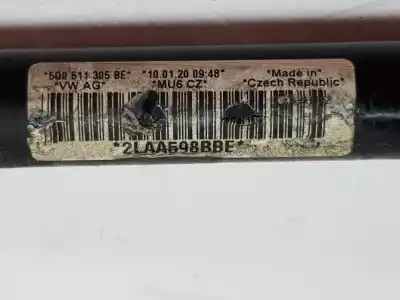 *5Q0 511 305 BE* *10.01.20 09:48* *Made in*
*VW AG* *MU6 CZ* *Czech Republic*
*2LAA598BBE*